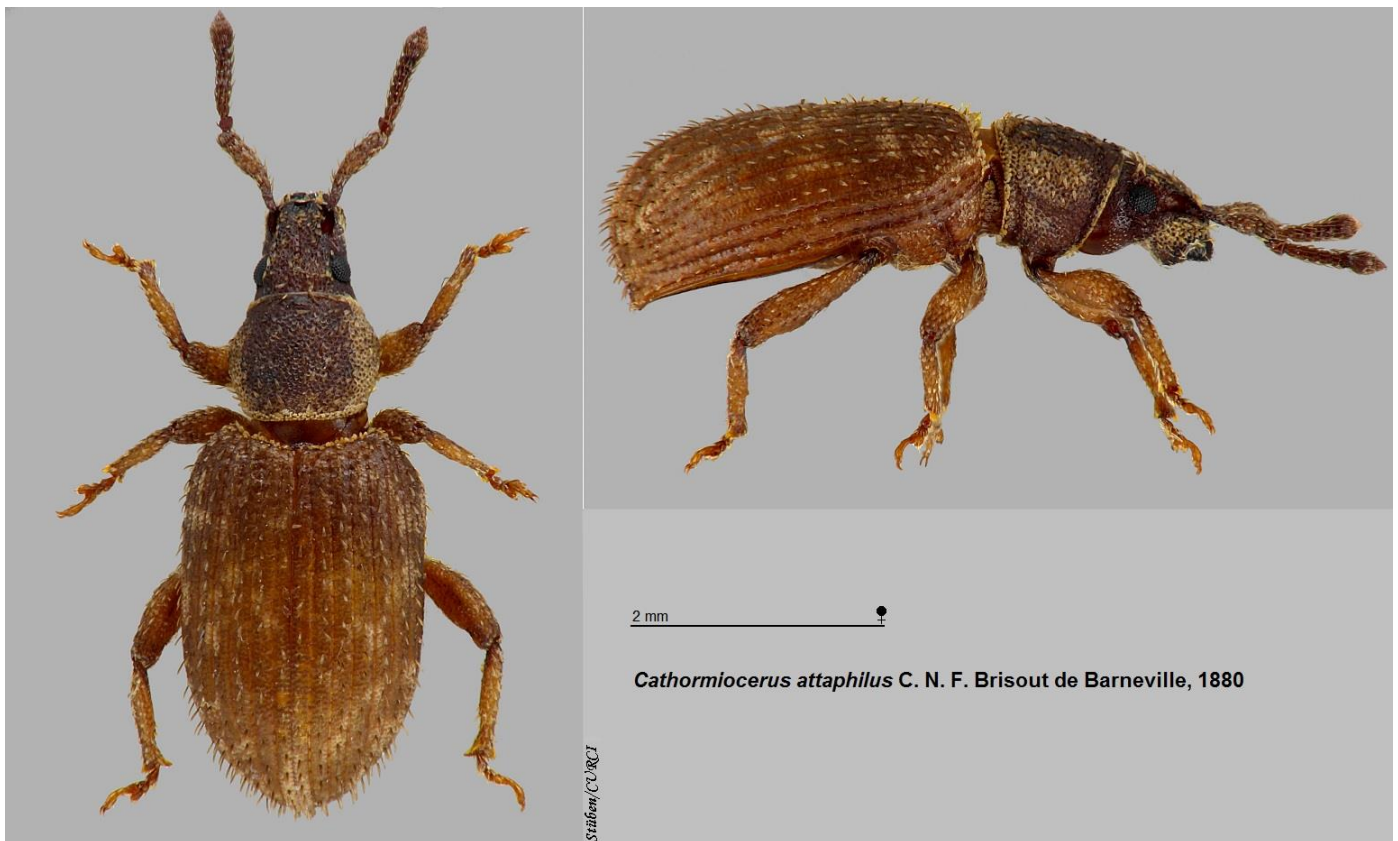 2 mm
Cathormiocerus attaphilus C. N. F. Brisout de Barneville, 1880
Stüben/CURCI